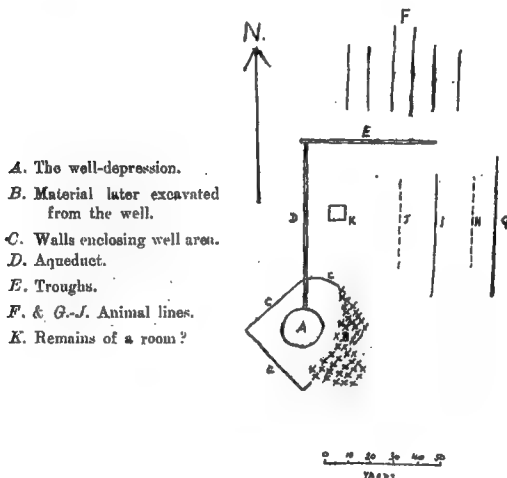 F
N.
E
A. The well-depression.
B. Material later excavated
from the well.
C. Walls enclosing well area.
D. Aqueduct.
E. Troughs.
F. & G.-J. Animal lines.
K. Remains of a room?
D
K
J
I
H
G
C
C
A
0 10 20 30 40 50
YARDS